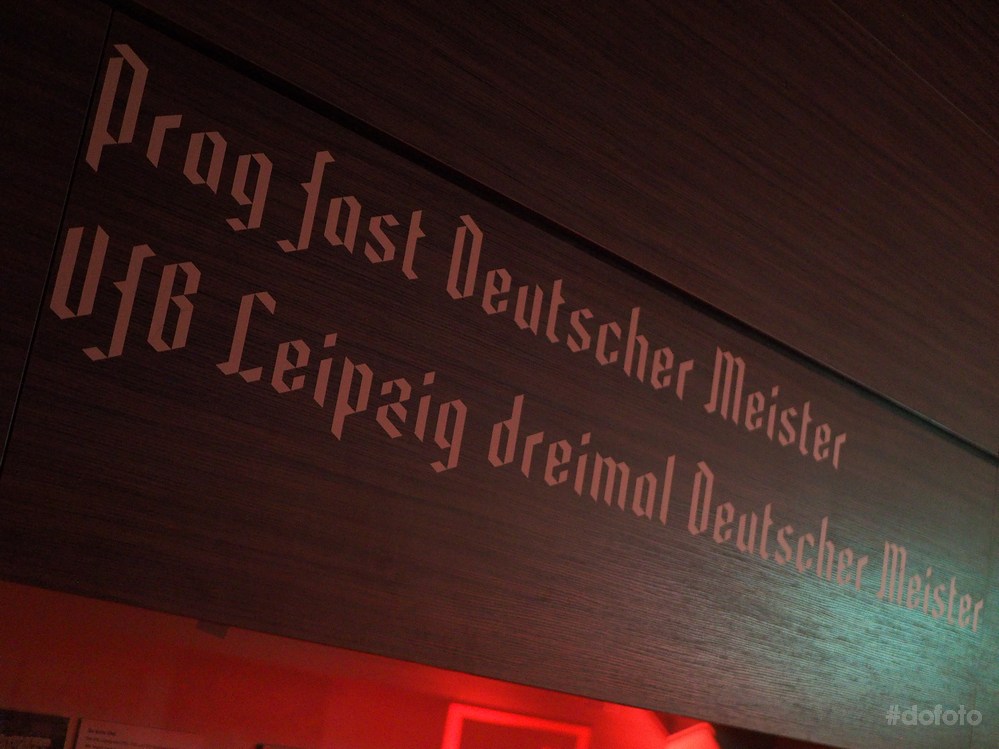 Prag fast Deutscher Meister
VfB Leipzig dreimal Deutscher Meister
#dofoto